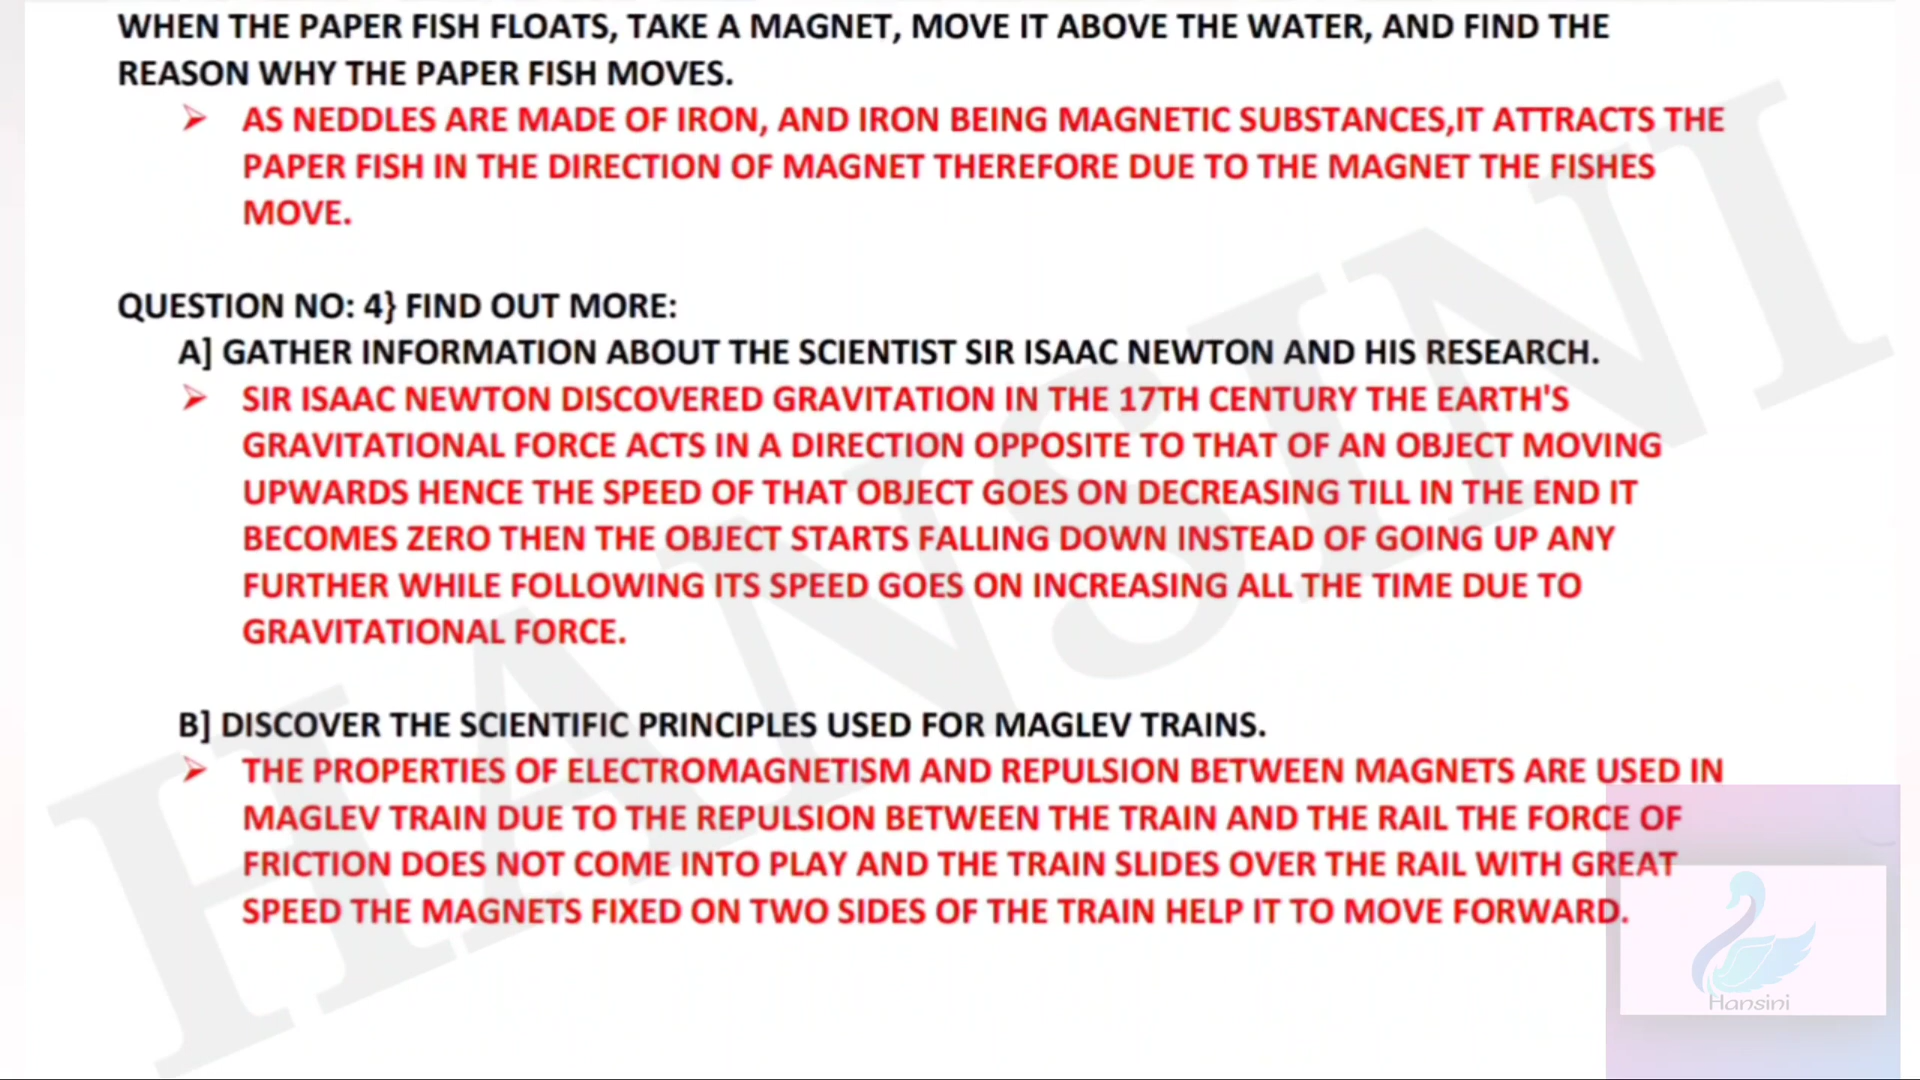 WHEN THE PAPER FISH FLOATS, TAKE A MAGNET, MOVE IT ABOVE THE WATER, AND FIND THE
REASON WHY THE PAPER FISH MOVES.
➢ AS NEDDLES ARE MADE OF IRON, AND IRON BEING MAGNETIC SUBSTANCES,IT ATTRACTS THE
PAPER FISH IN THE DIRECTION OF MAGNET THEREFORE DUE TO THE MAGNET THE FISHES
MOVE.
QUESTION NO: 4} FIND OUT MORE:
A] GATHER INFORMATION ABOUT THE SCIENTIST SIR ISAAC NEWTON AND HIS RESEARCH.
➢ SIR ISAAC NEWTON DISCOVERED GRAVITATION IN THE 17TH CENTURY THE EARTH'S
GRAVITATIONAL FORCE ACTS IN A DIRECTION OPPOSITE TO THAT OF AN OBJECT MOVING
UPWARDS HENCE THE SPEED OF THAT OBJECT GOES ON DECREASING TILL IN THE END IT
BECOMES ZERO THEN THE OBJECT STARTS FALLING DOWN INSTEAD OF GOING UP ANY
FURTHER WHILE FOLLOWING ITS SPEED GOES ON INCREASING ALL THE TIME DUE TO
GRAVITATIONAL FORCE.
B] DISCOVER THE SCIENTIFIC PRINCIPLES USED FOR MAGLEV TRAINS.
➢ THE PROPERTIES OF ELECTROMAGNETISM AND REPULSION BETWEEN MAGNETS ARE USED IN
MAGLEV TRAIN DUE TO THE REPULSION BETWEEN THE TRAIN AND THE RAIL THE FORCE OF
FRICTION DOES NOT COME INTO PLAY AND THE TRAIN SLIDES OVER THE RAIL WITH GREAT
SPEED THE MAGNETS FIXED ON TWO SIDES OF THE TRAIN HELP IT TO MOVE FORWARD.
HANSINI
Hansini